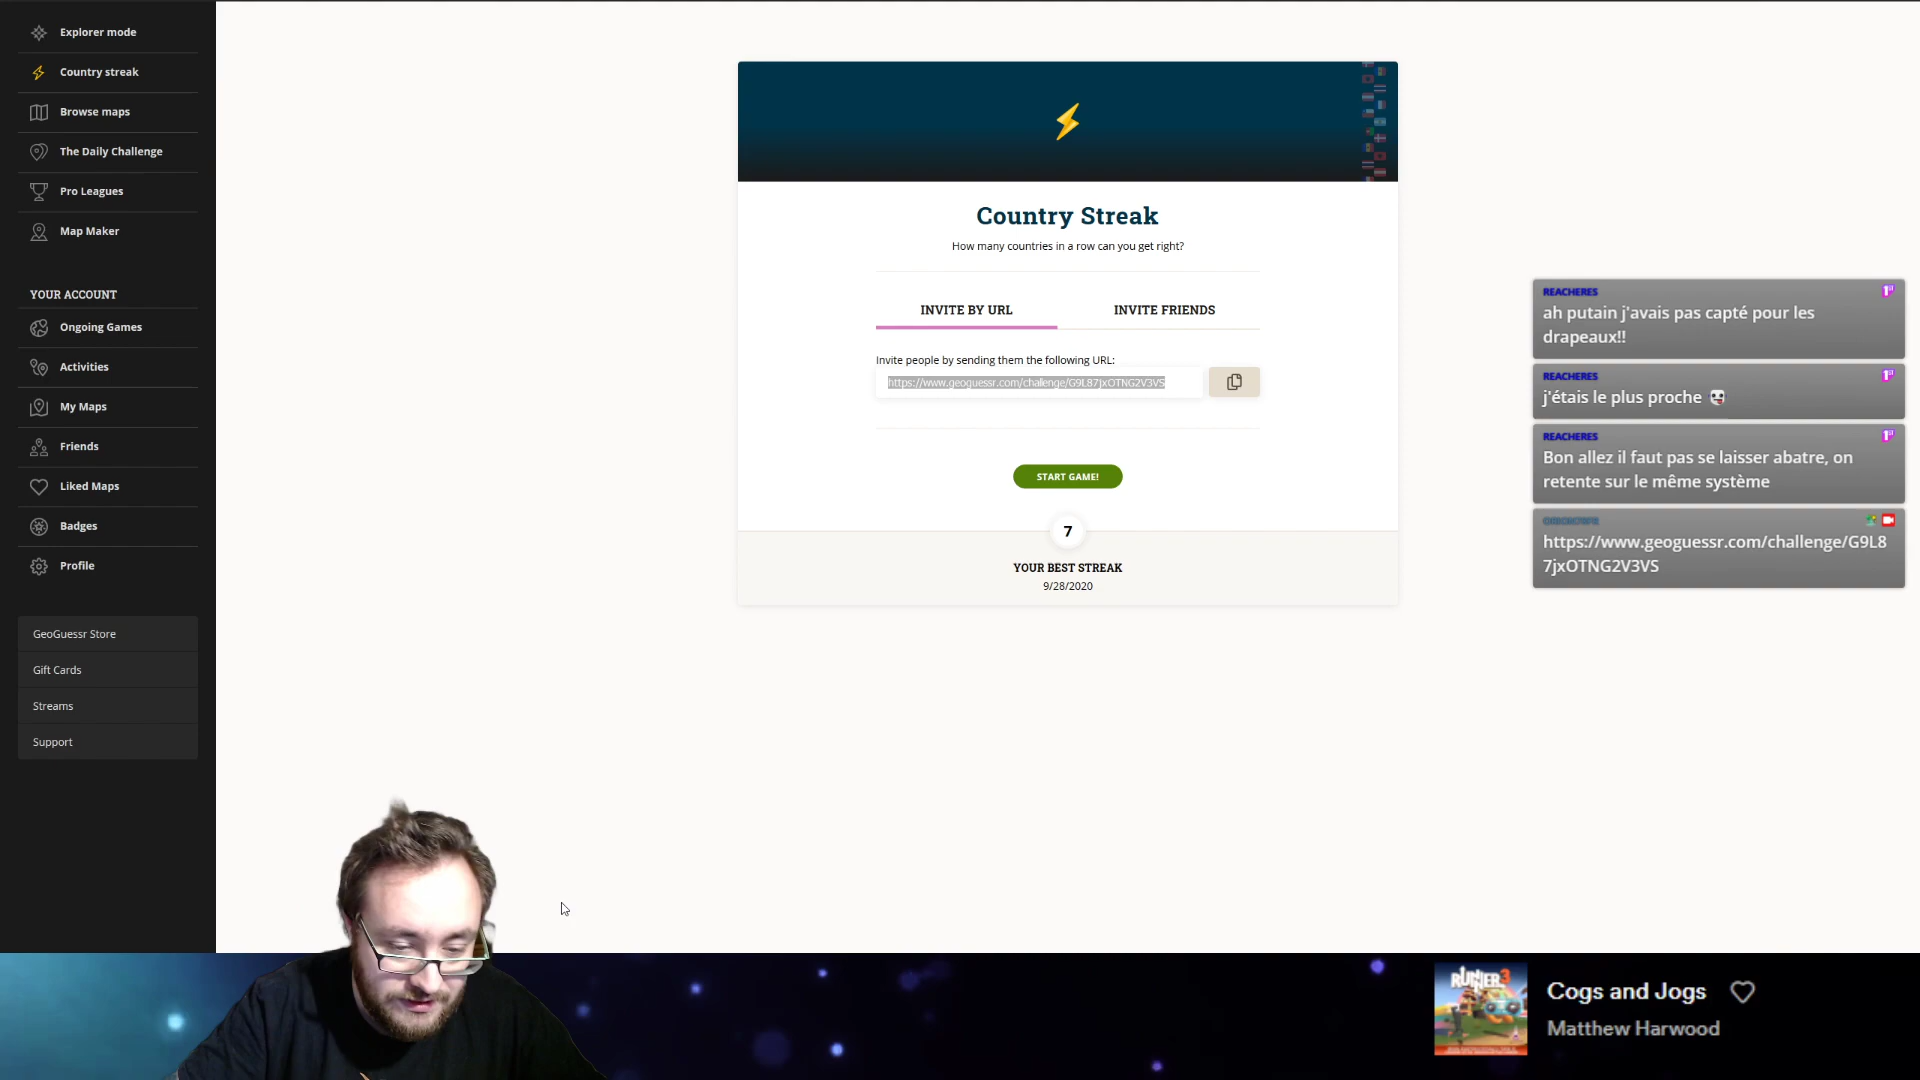 Explorer mode
Country streak
Browse maps
The Daily Challenge
Pro Leagues
Map Maker
YOUR ACCOUNT
Ongoing Games
Activities
My Maps
Friends
Liked Maps
Badges
Profile
GeoGuessr Store
Gift Cards
Streams
Support
Country Streak
How many countries in a row can you get right?
INVITE BY URL
INVITE FRIENDS
Invite people by sending them the following URL:
https://www.geoguessr.com/challenge/G9L87jxOTNG2V3VS
START GAME!
7
YOUR BEST STREAK
9/28/2020
REACHERES
ah putain j'avais pas capté pour les
drapeaux!!
REACHERES
j'étais le plus proche
REACHERES
Bon allez il faut pas se laisser abatre, on
retente sur le même système
https://www.geoguessr.com/challenge/G9L8
7jxOTNG2V3VS
RUNNER3
Cogs and Jogs
Matthew Harwood